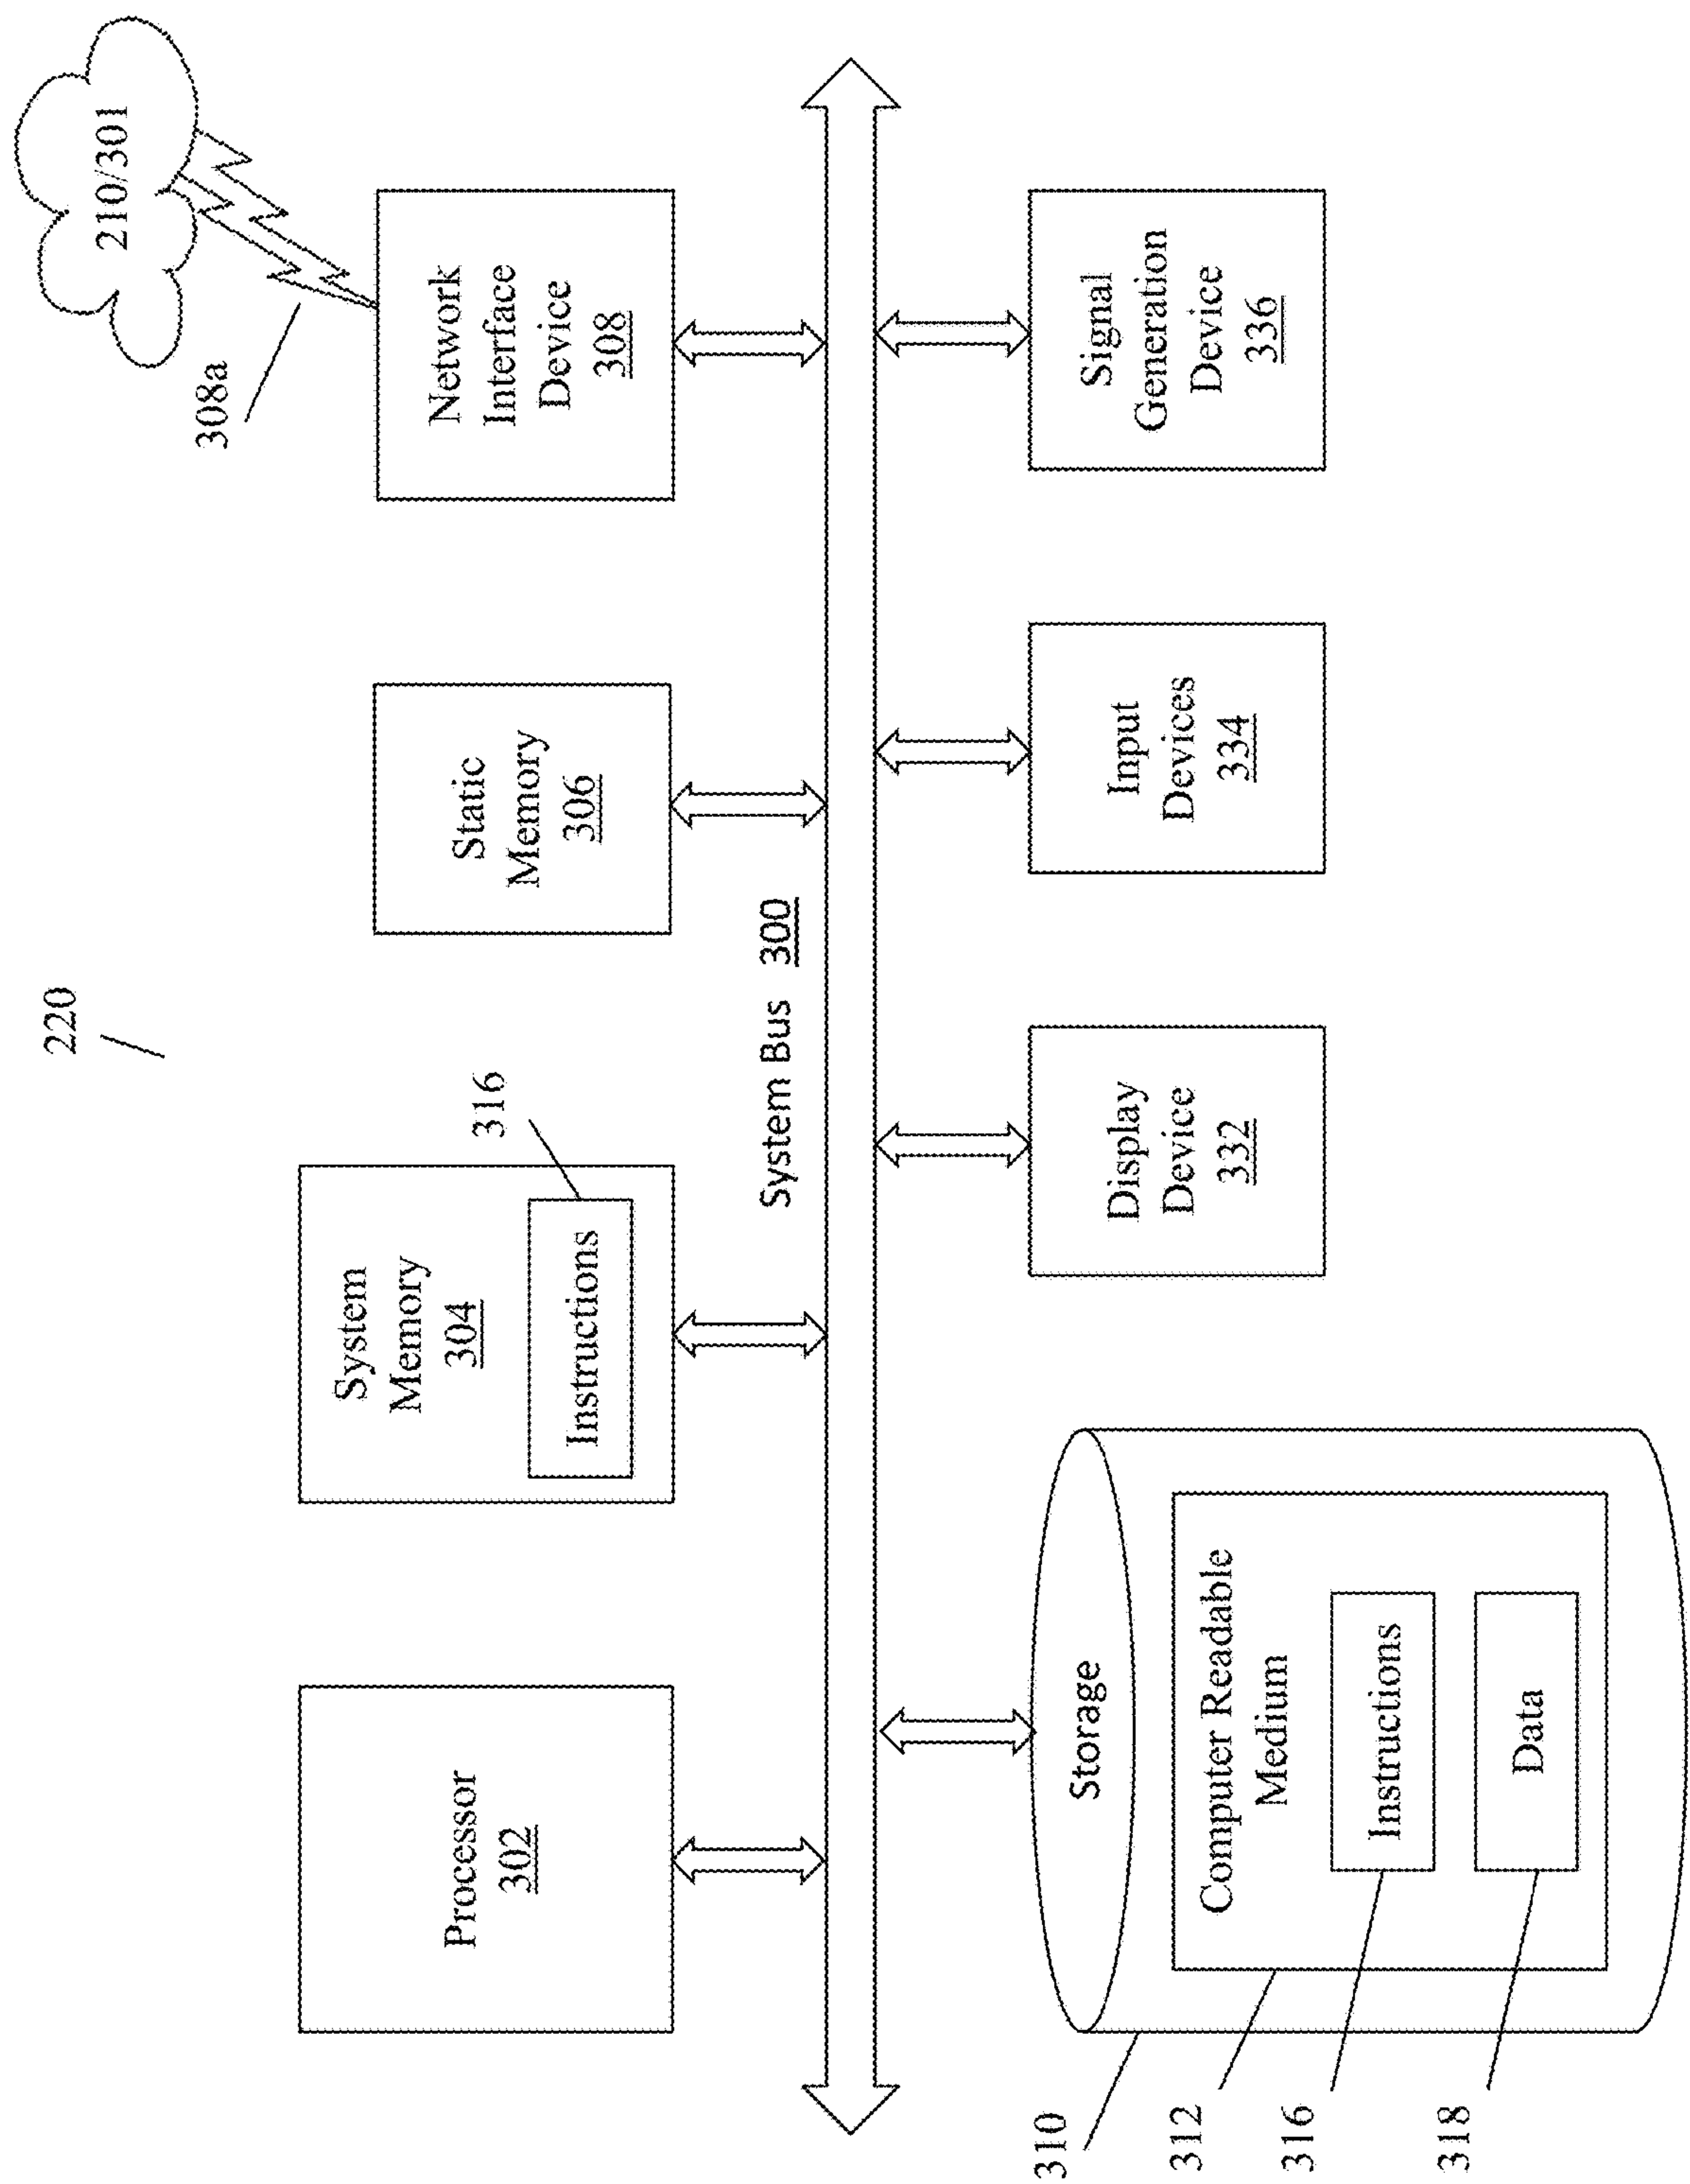 220
210/301
308a
Processor
302
System
Memory
304
316
Instructions
Static
Memory
306
Network
Interface
Device
308
System Bus 300
Storage
Computer Readable
Medium
Instructions
Data
310
312
316
318
Display
Device
332
Input
Devices
334
Signal
Generation
Device
336